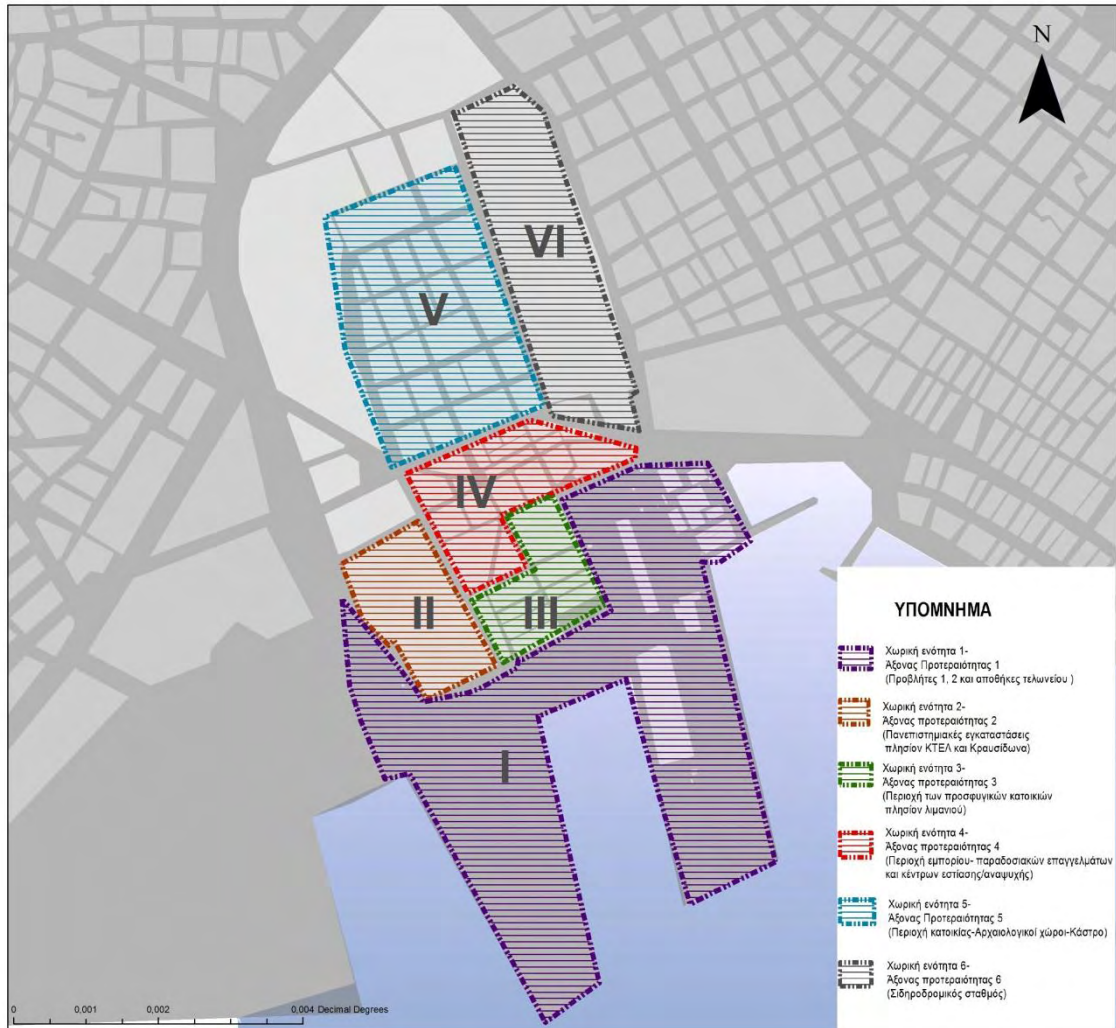 N
VI
V
IV
II
III
I
ΥΠΟΜΝΗΜΑ
Χωρική ενότητα 1-
Άξονας Προτεραιότητας 1
(Προβλήτες 1, 2 και αποθήκες τελωνείου )
Χωρική ενότητα 2-
Άξονας προτεραιότητας 2
(Πανεπιστημιακές εγκαταστάσεις
πλησίον ΚΤΕΛ και Κραυσίδωνα)
Χωρική ενότητα 3-
Άξονας προτεραιότητας 3
(Περιοχή των προσφυγικών κατοικιών
πλησίον λιμανιού)
Χωρική ενότητα 4-
Άξονας προτεραιότητας 4
(Περιοχή εμπορίου- παραδοσιακών επαγγελμάτων
και κέντρων εστίασης/αναψυχής)
Χωρική ενότητα 5-
Άξονας Προτεραιότητας 5
(Περιοχή κατοικίας-Αρχαιολογικοί χώροι-Κάστρο)
Χωρική ενότητα 6-
Άξονας προτεραιότητας 6
(Σιδηροδρομικός σταθμός)
0 0,001 0,002 0,004 Decimal Degrees